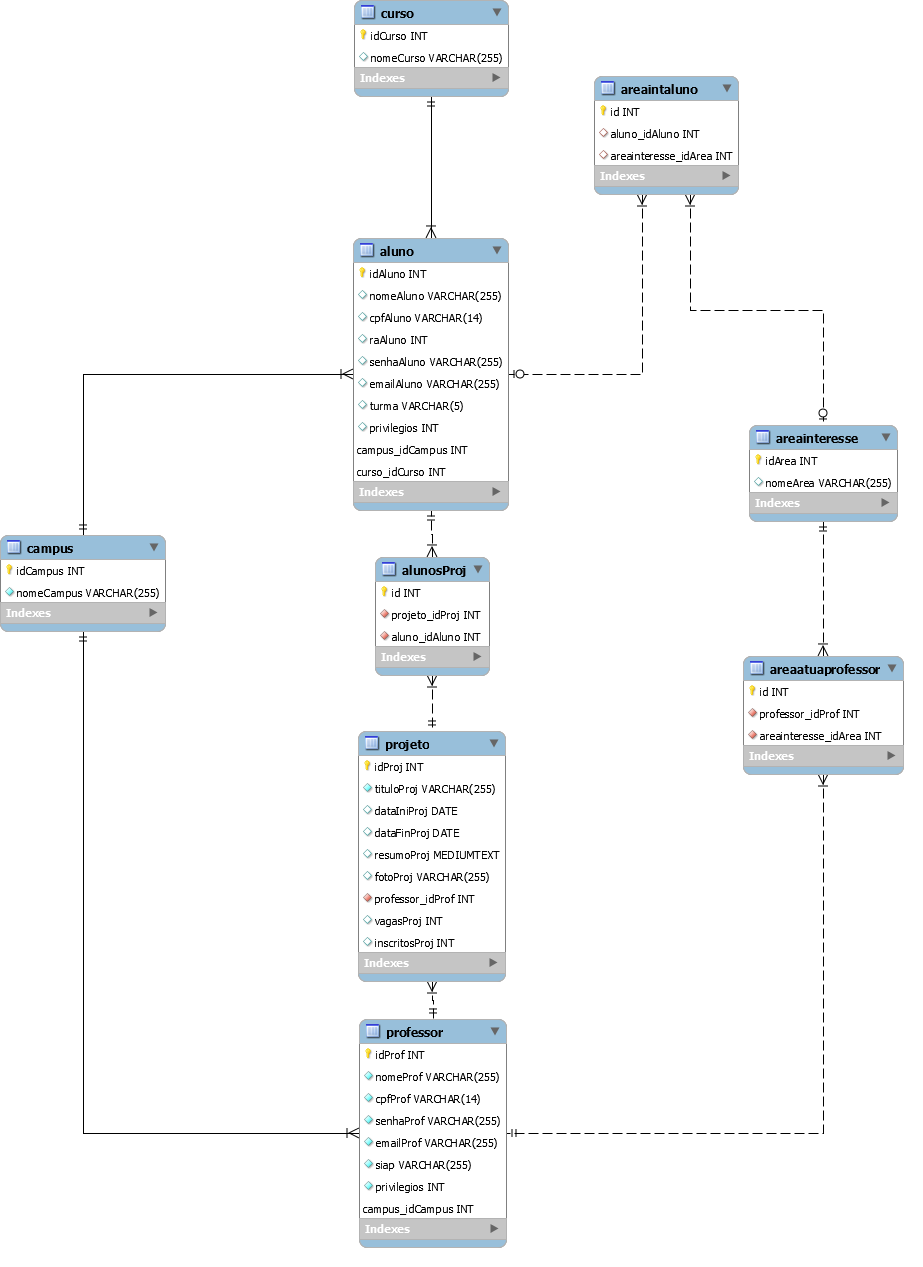 curso
idCurso INT
nomeCurso VARCHAR(255)
Indexes
areaintaluno
id INT
aluno_idAluno INT
areainteresse_idArea INT
Indexes
aluno
idAluno INT
nomeAluno VARCHAR(255)
cpfAluno VARCHAR(14)
raAluno INT
senhaAluno VARCHAR(255)
emailAluno VARCHAR(255)
turma VARCHAR(5)
privilegios INT
campus_idCampus INT
curso_idCurso INT
Indexes
areainteresse
idArea INT
nomeArea VARCHAR(255)
Indexes
campus
idCampus INT
nomeCampus VARCHAR(255)
Indexes
alunosProj
id INT
projeto_idProj INT
aluno_idAluno INT
Indexes
areaatuaprofessor
id INT
professor_idProf INT
areainteresse_idArea INT
Indexes
projeto
idProj INT
tituloProj VARCHAR(255)
dataIniProj DATE
dataFinProj DATE
resumoProj MEDIUMTEXT
fotoProj VARCHAR(255)
professor_idProf INT
vagasProj INT
inscritosProj INT
Indexes
professor
idProf INT
nomeProf VARCHAR(255)
cpfProf VARCHAR(14)
senhaProf VARCHAR(255)
emailProf VARCHAR(255)
siap VARCHAR(255)
privilegios INT
campus_idCampus INT
Indexes